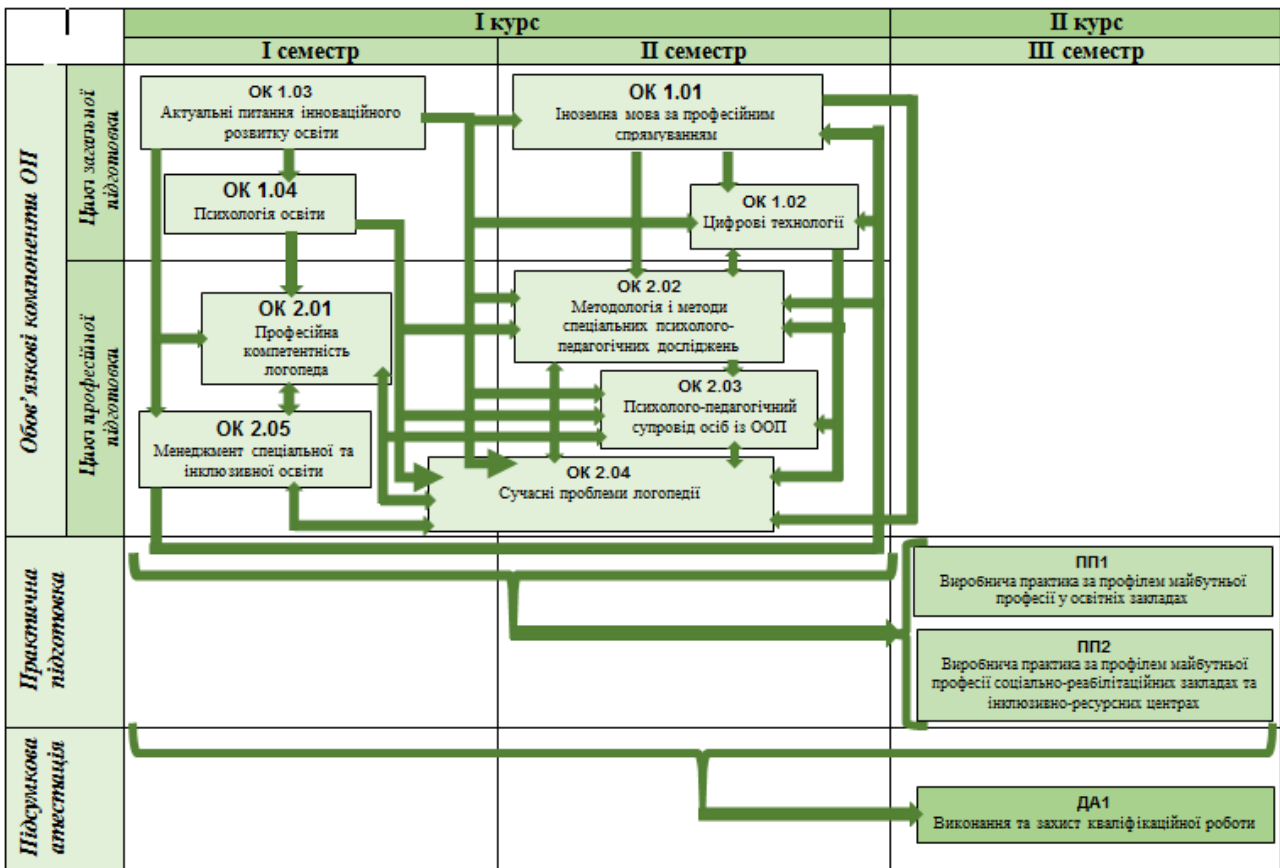 І курс
ІІ курс
І семестр
ІІ семестр
ІІІ семестр
Обов’язкові компоненти ОП
Цикл загальної
підготовки
ОК 1.03
Актуальні питання інноваційного
розвитку освіти
ОК 1.01
Іноземна мова за професійним
спрямуванням
ОК 1.04
Психологія освіти
ОК 1.02
Цифрові технології
Цикл професійної
підготовки
ОК 2.01
Професійна
компетентність
логопеда
ОК 2.02
Методологія і методи
спеціальних психолого-
педагогічних досліджень
ОК 2.03
Психолого-педагогічний
супровід осіб із ООП
ОК 2.05
Менеджмент спеціальної та
інклюзивної освіти
ОК 2.04
Сучасні проблеми логопедії
Практична
підготовка
ПП1
Виробнича практика за профілем майбутньої
професії у освітніх закладах
ПП2
Виробнича практика за профілем майбутньої
професії соціально-реабілітаційних закладах та
інклюзивно-ресурсних центрах
Підсумкова
атестація
ДА1
Виконання та захист кваліфікаційної роботи